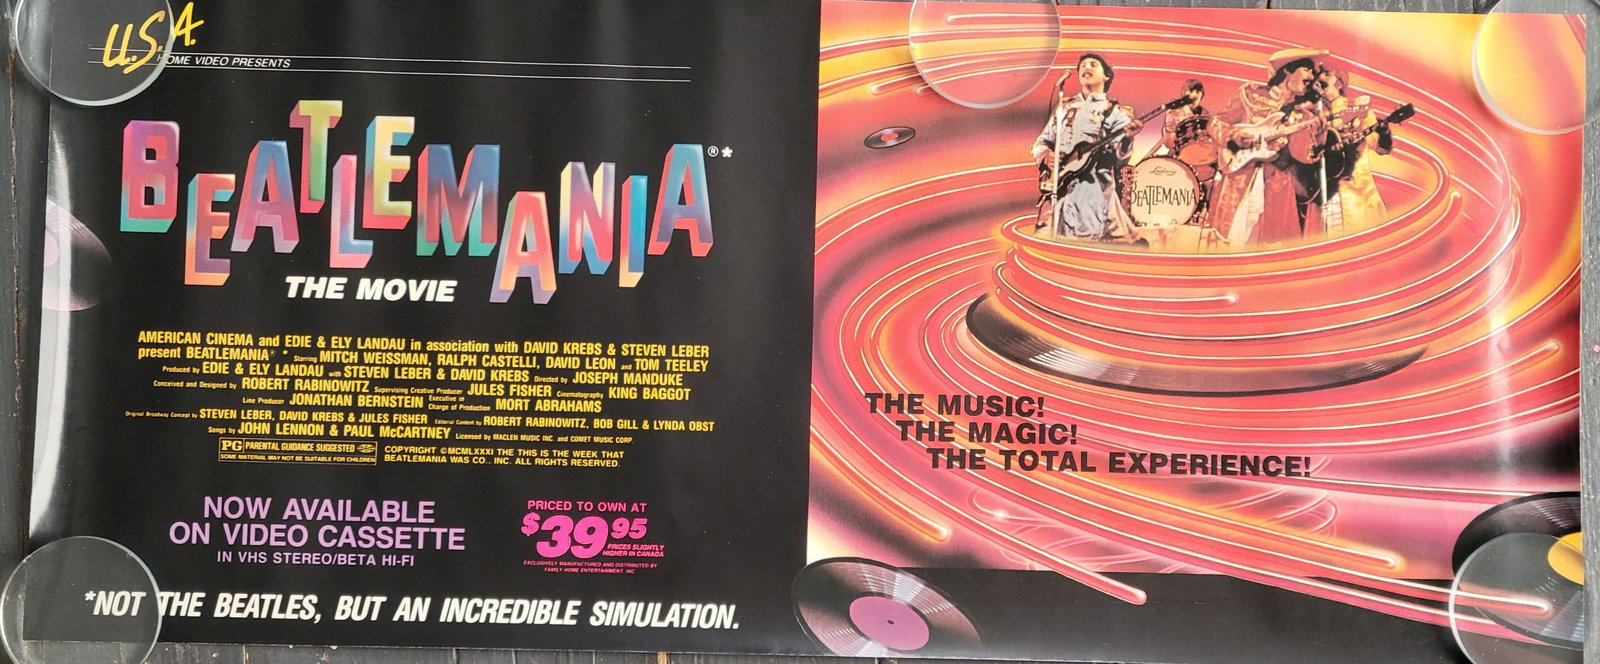 U.S.A.
HOME VIDEO PRESENTS
BEATLEMANIA®*
THE MOVIE
AMERICAN CINEMA and EDIE & ELY LANDAU in association with DAVID KREBS & STEVEN LEBER
present BEATLEMANIA® * Starring MITCH WEISSMAN, RALPH CASTELLI, DAVID LEON and TOM TEELEY
Produced by EDIE & ELY LANDAU with STEVEN LEBER & DAVID KREBS Directed by JOSEPH MANDUKE
Conceived and Designed by ROBERT RABINOWITZ Supervising Creative Producer JULES FISHER Cinematography KING BAGGOT
Line Producer JONATHAN BERNSTEIN Executive in Charge of Production MORT ABRAHAMS
Original Broadway Concept by STEVEN LEBER, DAVID KREBS & JULES FISHER Editorial Content by ROBERT RABINOWITZ, BOB GILL & LYNDA OBST
Songs by JOHN LENNON & PAUL McCARTNEY Licensed by MACLEN MUSIC INC. and COMET MUSIC CORP.
PG PARENTAL GUIDANCE SUGGESTED
SOME MATERIAL MAY NOT BE SUITABLE FOR CHILDREN
COPYRIGHT ©MCMLXXXI THE THIS IS THE WEEK THAT
BEATLEMANIA WAS CO., INC. ALL RIGHTS RESERVED.
NOW AVAILABLE
ON VIDEO CASSETTE
IN VHS STEREO/BETA HI-FI
PRICED TO OWN AT
$39.95
PRICES SLIGHTLY
HIGHER IN CANADA
EXCLUSIVELY MANUFACTURED AND DISTRIBUTED BY
FAMILY HOME ENTERTAINMENT, INC
*NOT THE BEATLES, BUT AN INCREDIBLE SIMULATION.
Ludwig
BEATLEMANIA
THE MUSIC!
THE MAGIC!
THE TOTAL EXPERIENCE!